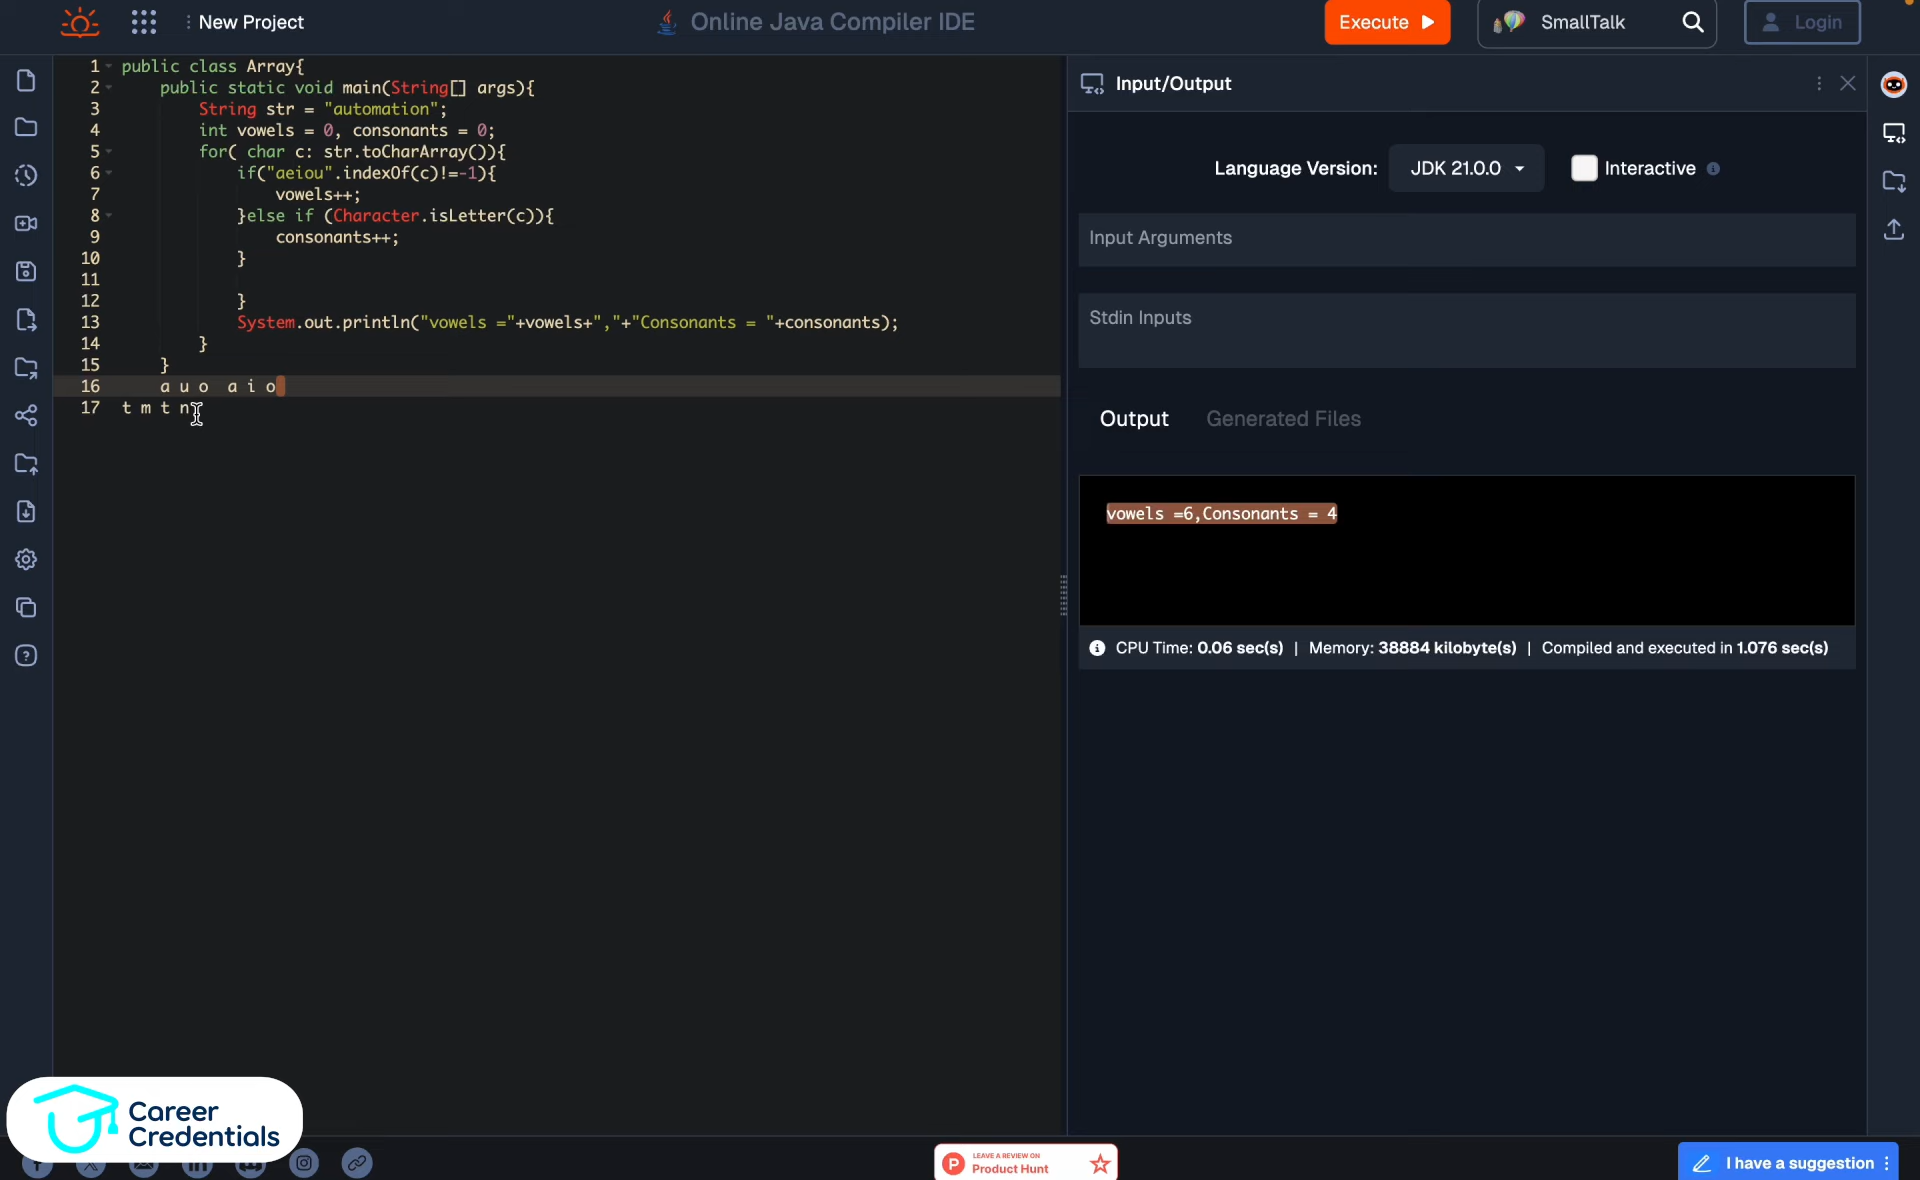 New Project
Online Java Compiler IDE
Execute
SmallTalk
Login
1 public class Array{
2 public static void main(String[] args){
3 String str = "automation";
4 int vowels = 0, consonants = 0;
5 for( char c: str.toCharArray()){
6 if("aeiou".indexOf(c)!=-1){
7 vowels++;
8 }else if (Character.isLetter(c)){
9 consonants++;
10 }
11
12 }
13 System.out.println("vowels ="+vowels+","+"Consonants = "+consonants);
14 }
15 }
16 a u o  a i o
17 t m t n
Input/Output
Language Version: JDK 21.0.0 Interactive
Input Arguments
Stdin Inputs
Output Generated Files
vowels =6,Consonants = 4
CPU Time: 0.06 sec(s) | Memory: 38884 kilobyte(s) | Compiled and executed in 1.076 sec(s)
Career
Credentials
LEAVE A REVIEW ON
Product Hunt
I have a suggestion